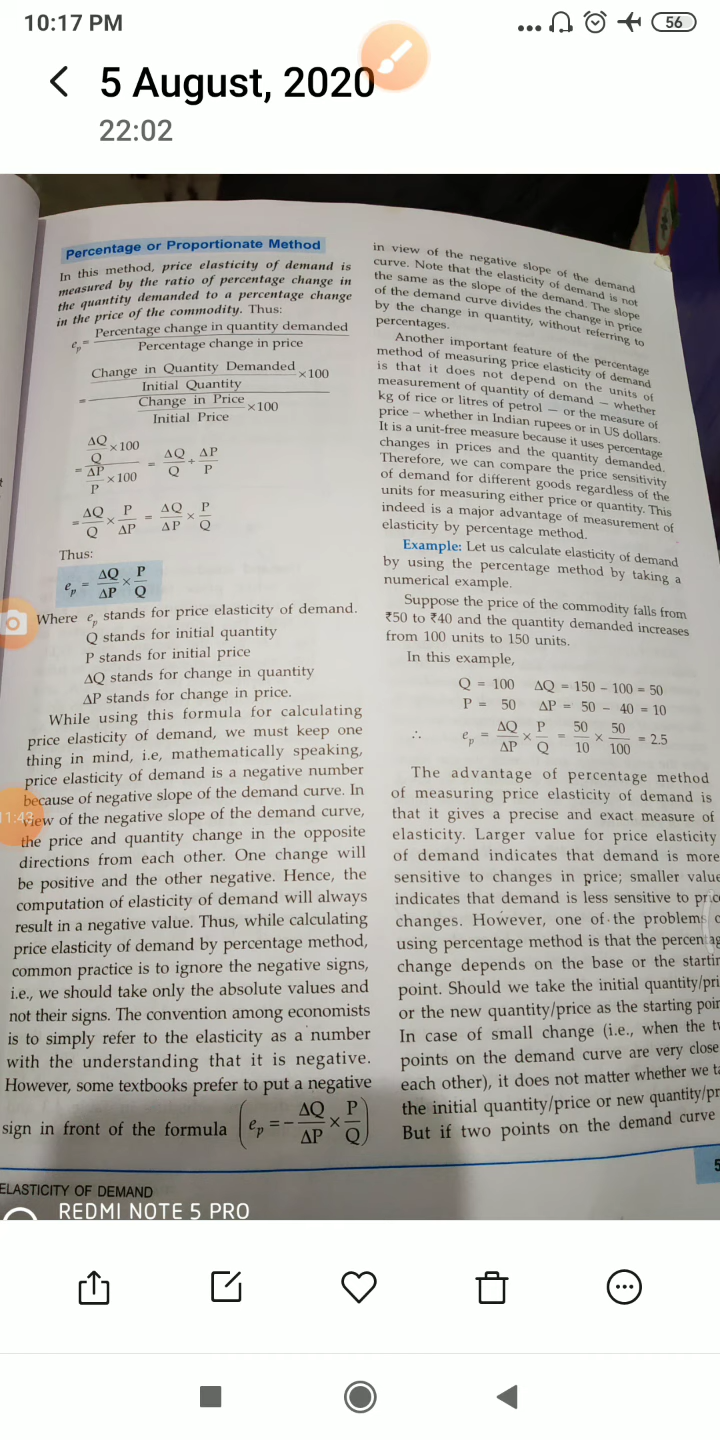 10:17 PM
56
5 August, 2020
22:02
Percentage or Proportionate Method
In this method, price elasticity of demand is
measured by the ratio of percentage change in
the quantity demanded to a percentage change
in the price of the commodity. Thus:
e_p = Percentage change in quantity demanded / Percentage change in price
= (Change in Quantity Demanded / Initial Quantity × 100) / (Change in Price / Initial Price × 100)
= (ΔQ/Q × 100) / (ΔP/P × 100) = ΔQ/Q ÷ ΔP/P
= ΔQ/Q × P/ΔP = ΔQ/ΔP × P/Q
Thus:
e_p = ΔQ/ΔP × P/Q
Where e_p stands for price elasticity of demand.
Q stands for initial quantity
P stands for initial price
ΔQ stands for change in quantity
ΔP stands for change in price.
While using this formula for calculating
price elasticity of demand, we must keep one
thing in mind, i.e, mathematically speaking,
price elasticity of demand is a negative number
because of negative slope of the demand curve. In
11:43
view of the negative slope of the demand curve,
the price and quantity change in the opposite
directions from each other. One change will
be positive and the other negative. Hence, the
computation of elasticity of demand will always
result in a negative value. Thus, while calculating
price elasticity of demand by percentage method,
common practice is to ignore the negative signs,
i.e., we should take only the absolute values and
not their signs. The convention among economists
is to simply refer to the elasticity as a number
with the understanding that it is negative.
However, some textbooks prefer to put a negative
sign in front of the formula (e_p = − ΔQ/ΔP × P/Q)
in view of the negative slope of the demand
curve. Note that the elasticity of demand is not
the same as the slope of the demand. The slope
of the demand curve divides the change in price
by the change in quantity, without referring to
percentages.
Another important feature of the percentage
method of measuring price elasticity of demand
is that it does not depend on the units of
measurement of quantity of demand — whether
kg of rice or litres of petrol — or the measure of
price – whether in Indian rupees or in US dollars.
It is a unit-free measure because it uses percentage
changes in prices and the quantity demanded.
Therefore, we can compare the price sensitivity
of demand for different goods regardless of the
units for measuring either price or quantity. This
indeed is a major advantage of measurement of
elasticity by percentage method.
Example: Let us calculate elasticity of demand
by using the percentage method by taking a
numerical example.
Suppose the price of the commodity falls from
₹50 to ₹40 and the quantity demanded increases
from 100 units to 150 units.
In this example,
Q = 100 ΔQ = 150 – 100 = 50
P = 50 ΔP = 50 – 40 = 10
∴ e_p = ΔQ/ΔP × P/Q = 50/10 × 50/100 = 2.5
The advantage of percentage method
of measuring price elasticity of demand is
that it gives a precise and exact measure of
elasticity. Larger value for price elasticity
of demand indicates that demand is more
sensitive to changes in price; smaller value
indicates that demand is less sensitive to pric
changes. However, one of the problems
using percentage method is that the percentag
change depends on the base or the startin
point. Should we take the initial quantity/pri
or the new quantity/price as the starting poin
In case of small change (i.e., when the tw
points on the demand curve are very close
each other), it does not matter whether we ta
the initial quantity/price or new quantity/pr
But if two points on the demand curve
5
ELASTICITY OF DEMAND
REDMI NOTE 5 PRO